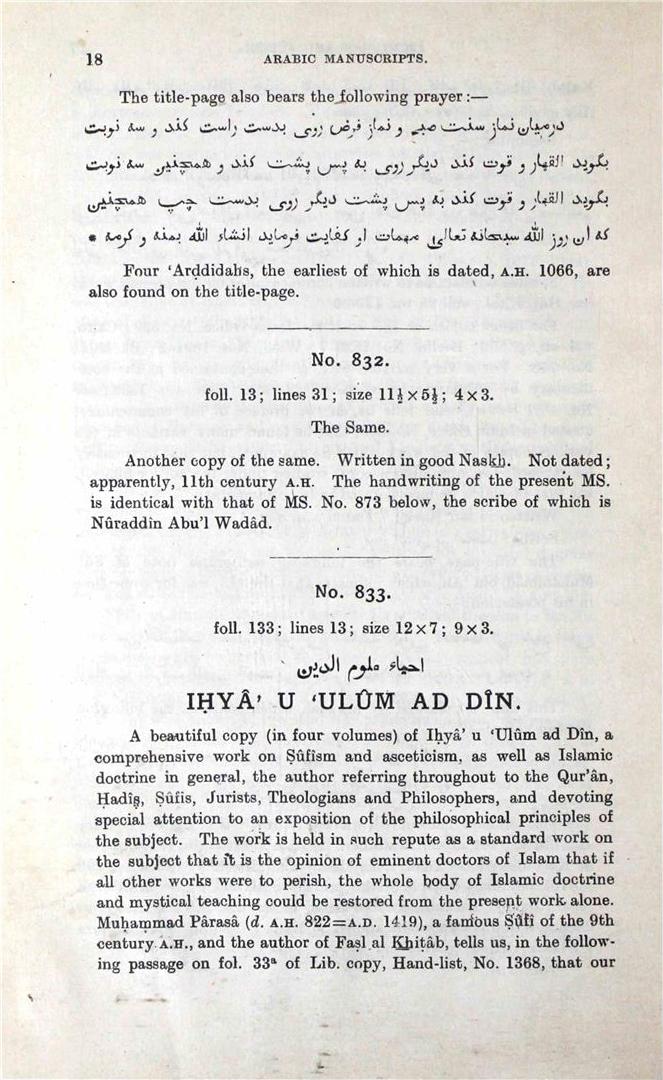 18 ARABIC MANUSCRIPTS.
The title-page also bears the following prayer :—
درمیان نماز سنت صبح و نماز فرض روی بدست راست کند و سه نوبت
بگوید القهار و قوت کند دیگر روی به پس پشت کند و همچنین سه نوبت
بگوید القهار و قوت کند به پس پشت دیگر روی بدست چپ همچنین
که ان روز الله سبحانه تعالی مهمات او کفایت فرماید انشاء الله بمنه و کرمه *
Four ‘Arḍdidahs, the earliest of which is dated, A.H. 1066, are
also found on the title-page.
No. 832.
foll. 13; lines 31; size 11½ × 5½; 4 × 3.
The Same.
Another copy of the same. Written in good Naskh. Not dated;
apparently, 11th century A.H. The handwriting of the present MS.
is identical with that of MS. No. 873 below, the scribe of which is
Nûraddîn Abu’l Wadâd.
No. 833.
foll. 133; lines 13; size 12 × 7; 9 × 3.
احياء علوم الدين
IḤYÂ’ U ‘ULÛM AD DÎN.
A beautiful copy (in four volumes) of Iḥyâ’ u ‘Ulûm ad Dîn, a
comprehensive work on Ṣûfîsm and asceticism, as well as Islamic
doctrine in general, the author referring throughout to the Qur’ân,
Ḥadîṣ, Ṣûfîs, Jurists, Theologians and Philosophers, and devoting
special attention to an exposition of the philosophical principles of
the subject. The work is held in such repute as a standard work on
the subject that it is the opinion of eminent doctors of Islam that if
all other works were to perish, the whole body of Islamic doctrine
and mystical teaching could be restored from the present work alone.
Muḥammad Pârasâ (d. A.H. 822=A.D. 1419), a famous Ṣûfî of the 9th
century A.H., and the author of Faṣl al Khiṭâb, tells us, in the follow-
ing passage on fol. 33ª of Lib. copy, Hand-list, No. 1368, that our